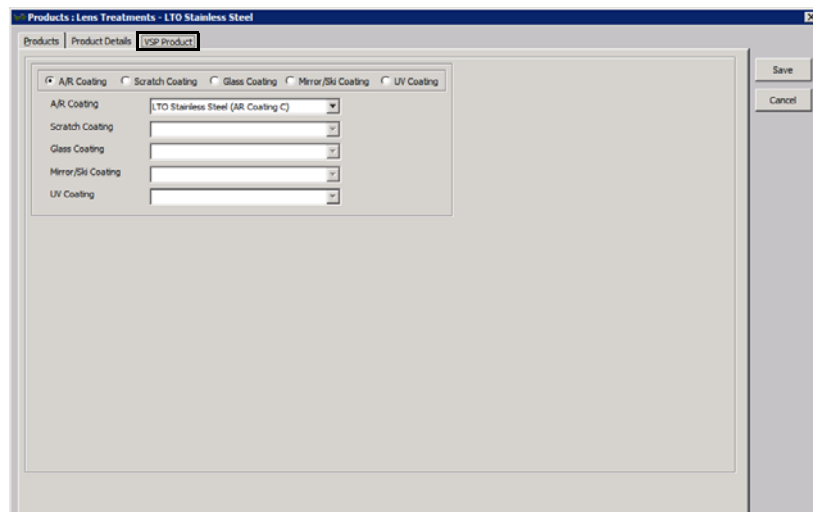 Products : Lens Treatments - LTO Stainless Steel
Products Product Details VSP Product
A/R Coating Scratch Coating Glass Coating Mirror/Ski Coating UV Coating
A/R Coating LTO Stainless Steel (AR Coating C)
Scratch Coating
Glass Coating
Mirror/Ski Coating
UV Coating
Save
Cancel